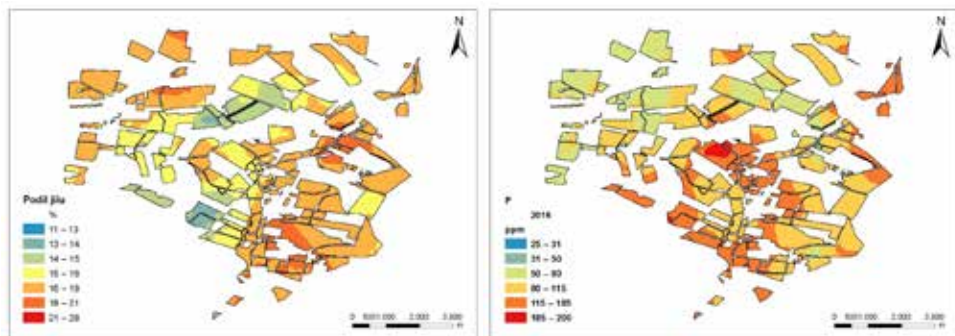 N
Podíl jílu
%
11 – 13
13 – 14
14 – 15
15 – 16
16 – 19
19 – 21
21 – 28
m
N
P
2016
ppm
25 – 31
31 – 50
50 – 80
80 – 115
115 – 185
185 – 200
m